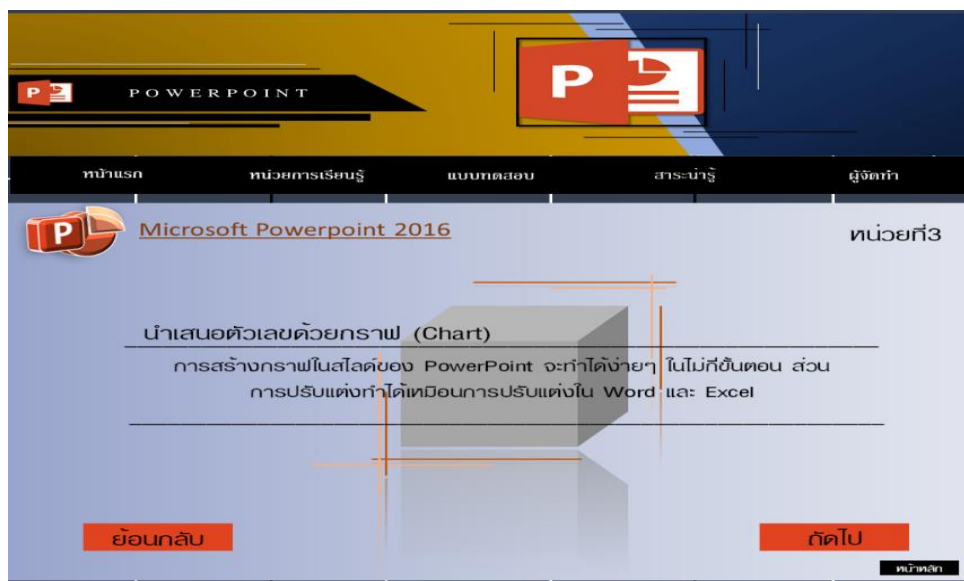 P POWERPOINT
P
หน้าแรก หน่วยการเรียนรู้ แบบทดสอบ สาระน่ารู้ ผู้จัดทำ
P Microsoft Powerpoint 2016 หน่วยที่3
นำเสนอตัวเลขด้วยกราฟ (Chart)
การสร้างกราฟในสไลด์ของ PowerPoint จะทำได้ง่ายๆ ในไม่กี่ขั้นตอน ส่วน
การปรับแต่งทำได้เหมือนการปรับแต่งใน Word และ Excel
ย้อนกลับ ถัดไป
หน้าหลัก